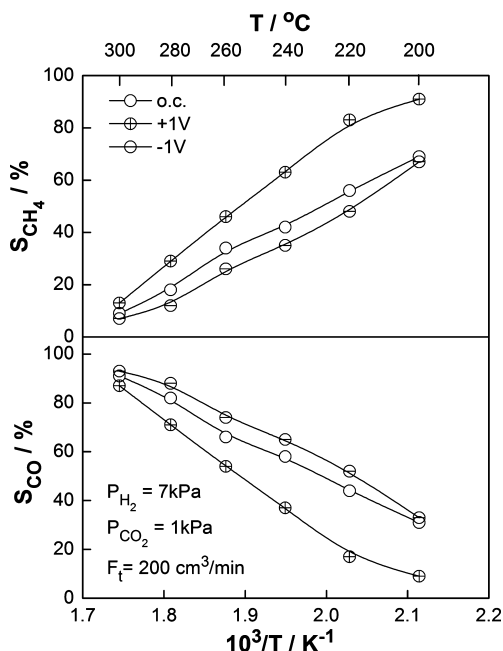 T / °C
300 280 260 240 220 200
100
80
60
40
20
0
S_CH4 / %
o.c.
+1V
-1V
100
80
60
40
20
0
S_CO / %
P_H2 = 7kPa
P_CO2 = 1kPa
F_t= 200 cm³/min
1.7 1.8 1.9 2.0 2.1 2.2
10³/T / K⁻¹